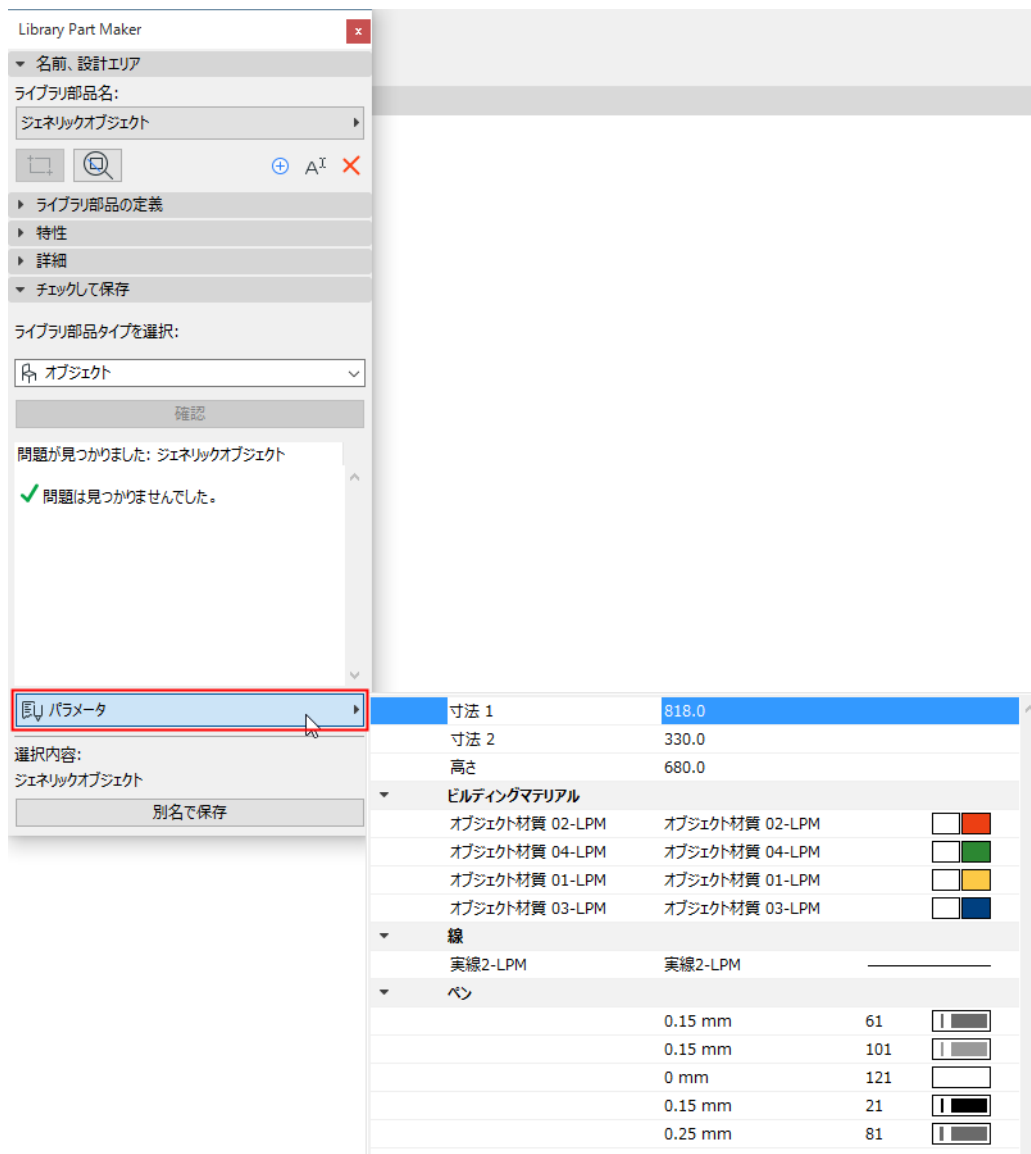 Library Part Maker
x
名前、設計エリア
ライブラリ部品名:
ジェネリックオブジェクト
A
ライブラリ部品の定義
特性
詳細
チェックして保存
ライブラリ部品タイプを選択:
オブジェクト
確認
問題が見つかりました: ジェネリックオブジェクト
問題は見つかりませんでした。
パラメータ
選択内容:
ジェネリックオブジェクト
別名で保存
寸法 1 818.0
寸法 2 330.0
高さ 680.0
ビルディングマテリアル
オブジェクト材質 02-LPM オブジェクト材質 02-LPM
オブジェクト材質 04-LPM オブジェクト材質 04-LPM
オブジェクト材質 01-LPM オブジェクト材質 01-LPM
オブジェクト材質 03-LPM オブジェクト材質 03-LPM
線
実線2-LPM 実線2-LPM
ペン
0.15 mm 61
0.15 mm 101
0 mm 121
0.15 mm 21
0.25 mm 81